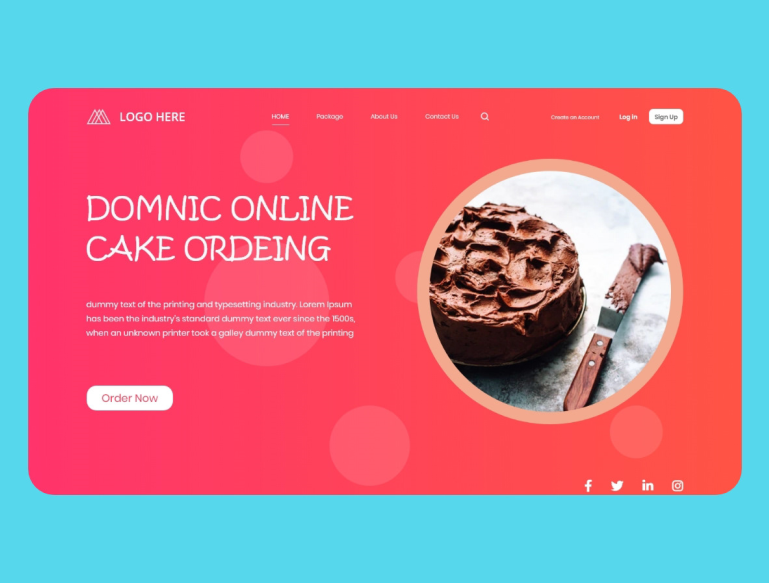 LOGO HERE
HOME Package About Us Contact Us Create an Account Log in Sign Up
DOMNIC ONLINE
CAKE ORDEING
dummy text of the printing and typesetting industry. Lorem Ipsum
has been the industry's standard dummy text ever since the 1500s,
when an unknown printer took a galley dummy text of the printing
Order Now